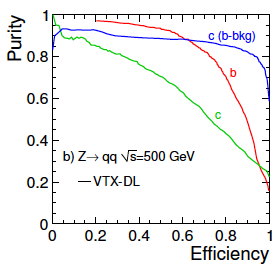 Purity
1
0.8
0.6
0.4
0.2
0
c (b-bkg)
b
c
b) Z→ qq √s=500 GeV
—VTX-DL
0 0.2 0.4 0.6 0.8 1
Efficiency